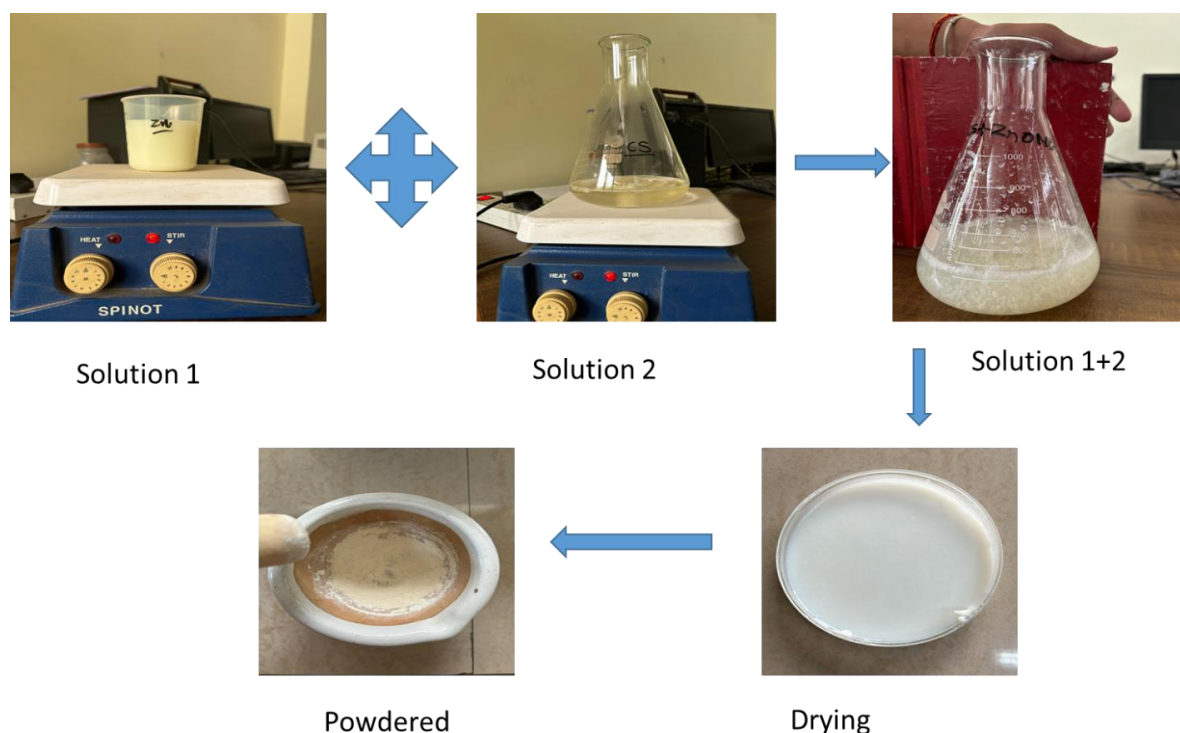 Zn
HEAT
STIR
SPINOT
CS
HEAT
STIR
1000
900
800
Solution 1
Solution 2
Solution 1+2
Powdered
Drying